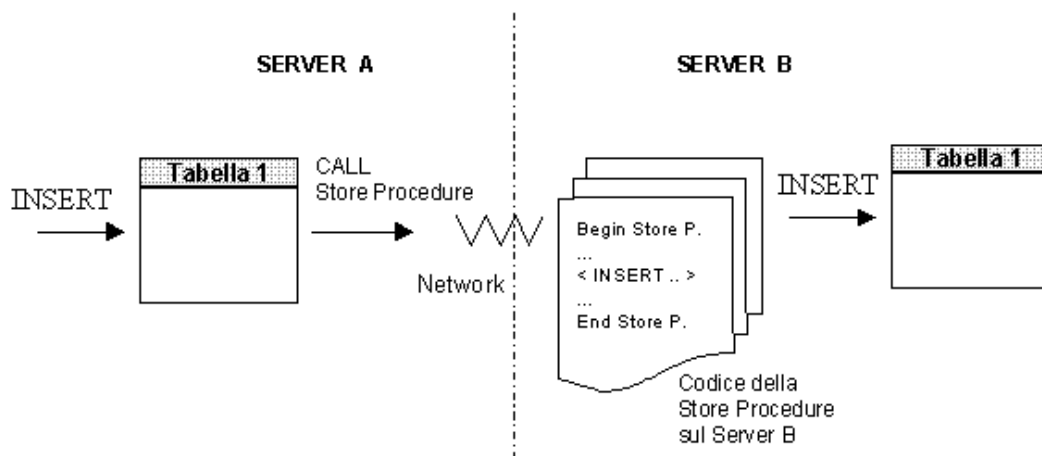 SERVER A
SERVER B
INSERT
Tabella 1
CALL
Store Procedure
Network
Begin Store P.
...
< INSERT .. >
...
End Store P.
Codice della
Store Procedure
sul Server B
INSERT
Tabella 1